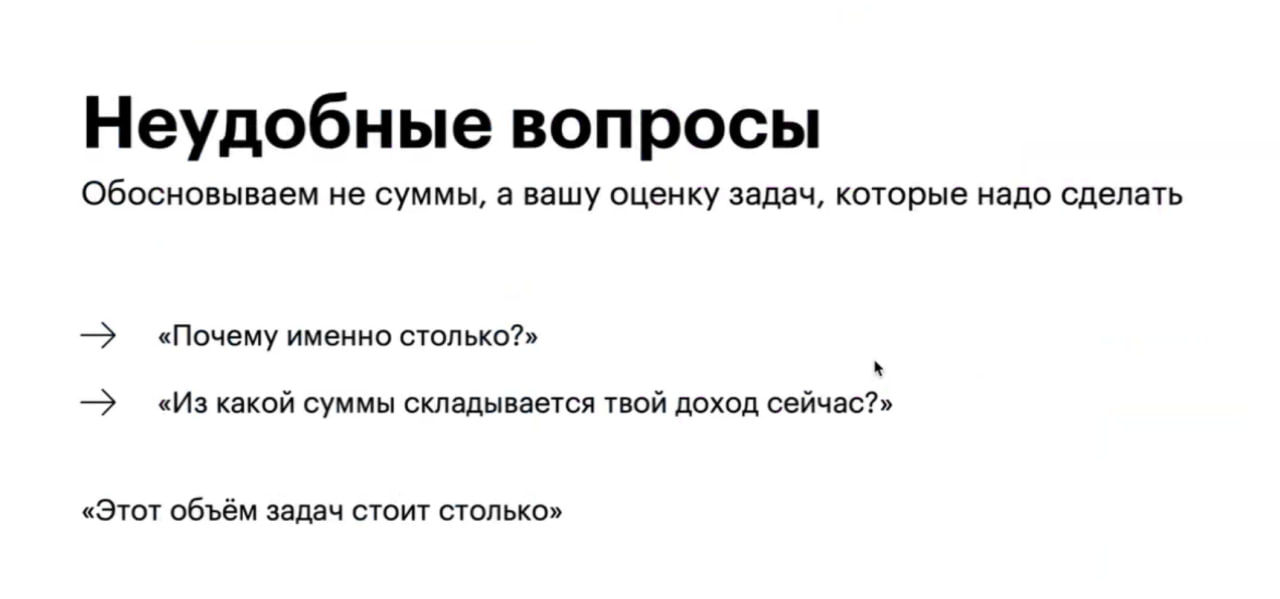 Неудобные вопросы
Обосновываем не суммы, а вашу оценку задач, которые надо сделать
→ «Почему именно столько?»
→ «Из какой суммы складывается твой доход сейчас?»
«Этот объём задач стоит столько»